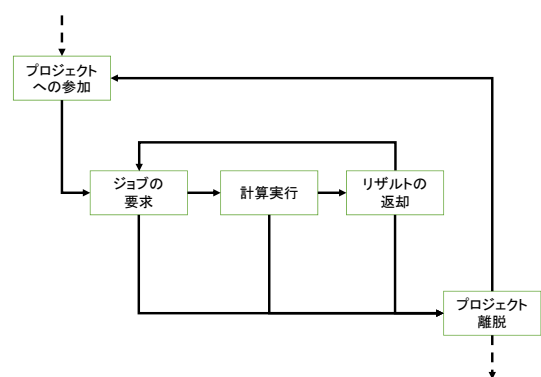 プロジェクト
への参加
ジョブの
要求
計算実行
リザルトの
返却
プロジェクト
離脱